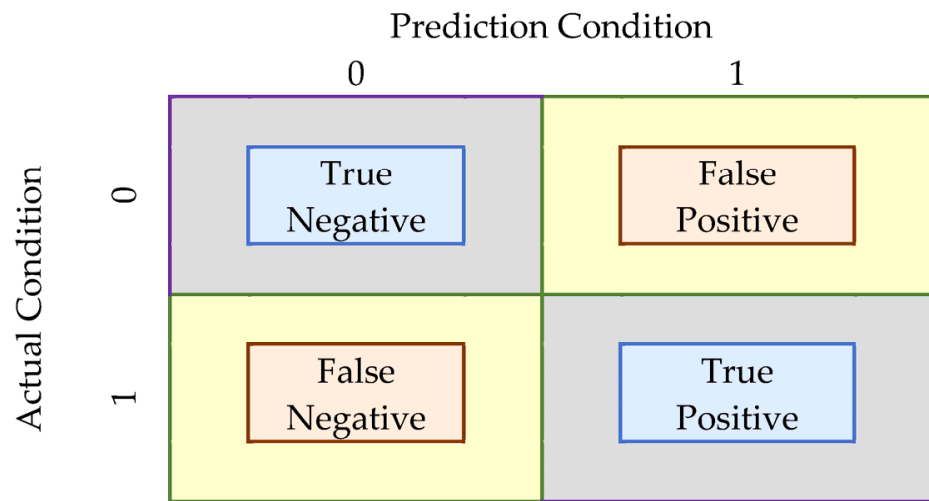 Prediction Condition
0 1
Actual Condition
0
True
Negative
False
Positive
1
False
Negative
True
Positive